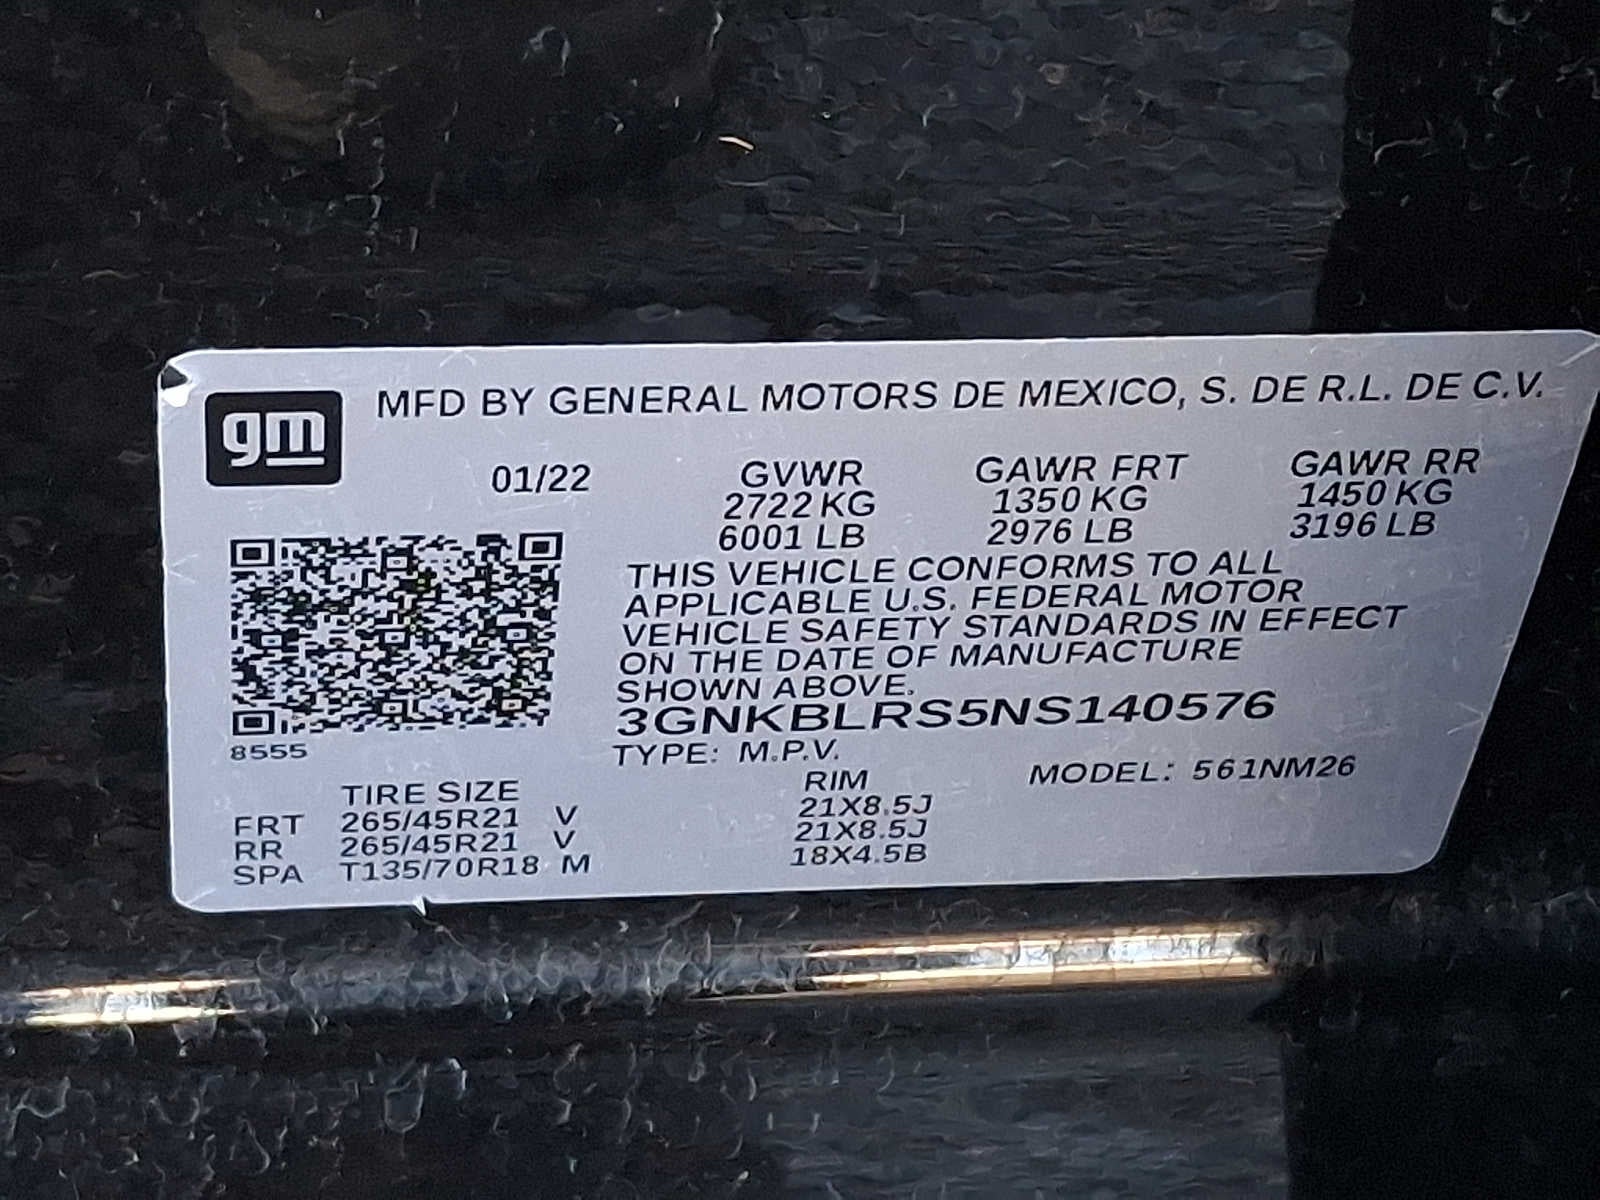 gm
MFD BY GENERAL MOTORS DE MEXICO, S. DE R.L. DE C.V.
01/22 GVWR GAWR FRT GAWR RR
2722 KG 1350 KG 1450 KG
6001 LB 2976 LB 3196 LB
THIS VEHICLE CONFORMS TO ALL
APPLICABLE U.S. FEDERAL MOTOR
VEHICLE SAFETY STANDARDS IN EFFECT
ON THE DATE OF MANUFACTURE
SHOWN ABOVE.
3GNKBLRS5NS140576
8555
TYPE: M.P.V. MODEL: 561NM26
TIRE SIZE RIM
FRT 265/45R21 V 21X8.5J
RR 265/45R21 V 21X8.5J
SPA T135/70R18 M 18X4.5B